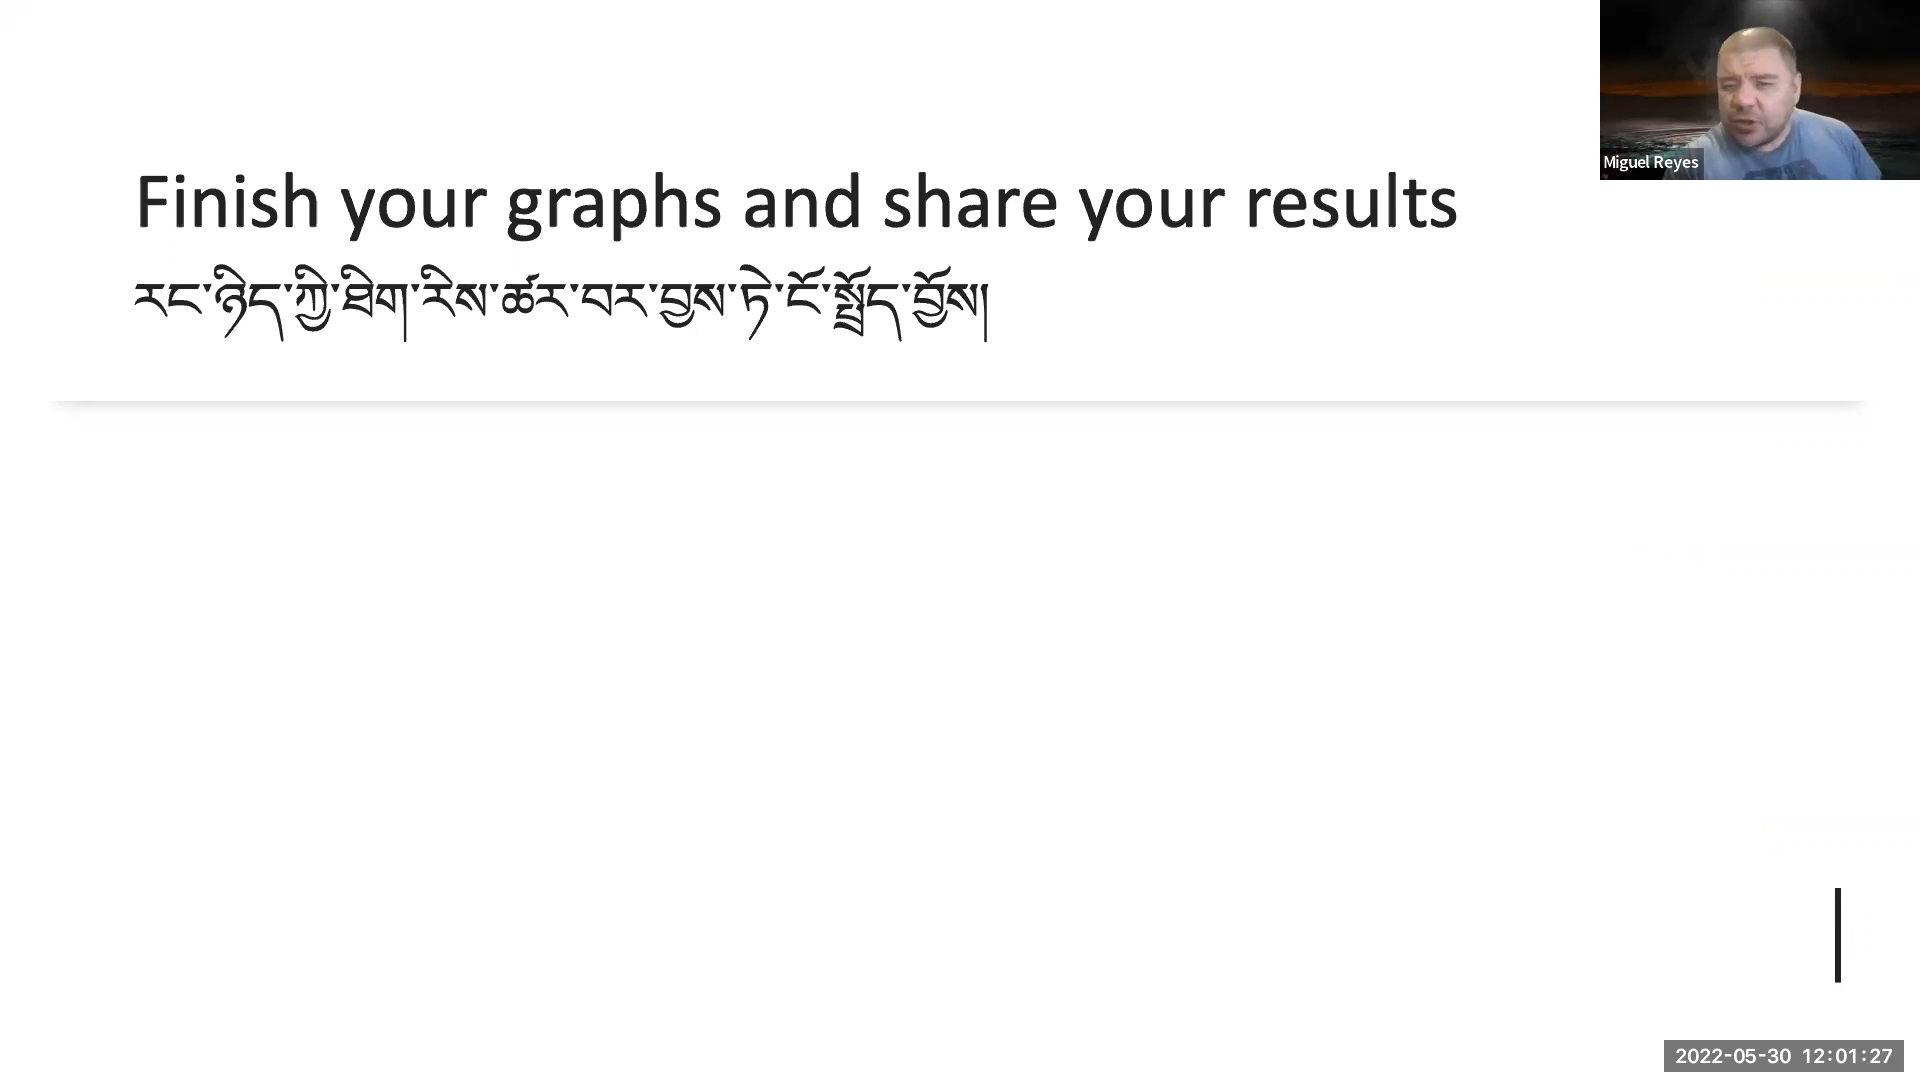 Finish your graphs and share your results
རང་ཉིད་ཀྱི་ཐིག་རིས་ཚར་བར་བྱས་ཏེ་ངོ་སྤྲོད་བྱོས།
Miguel Reyes
2022-05-30 12:01:27